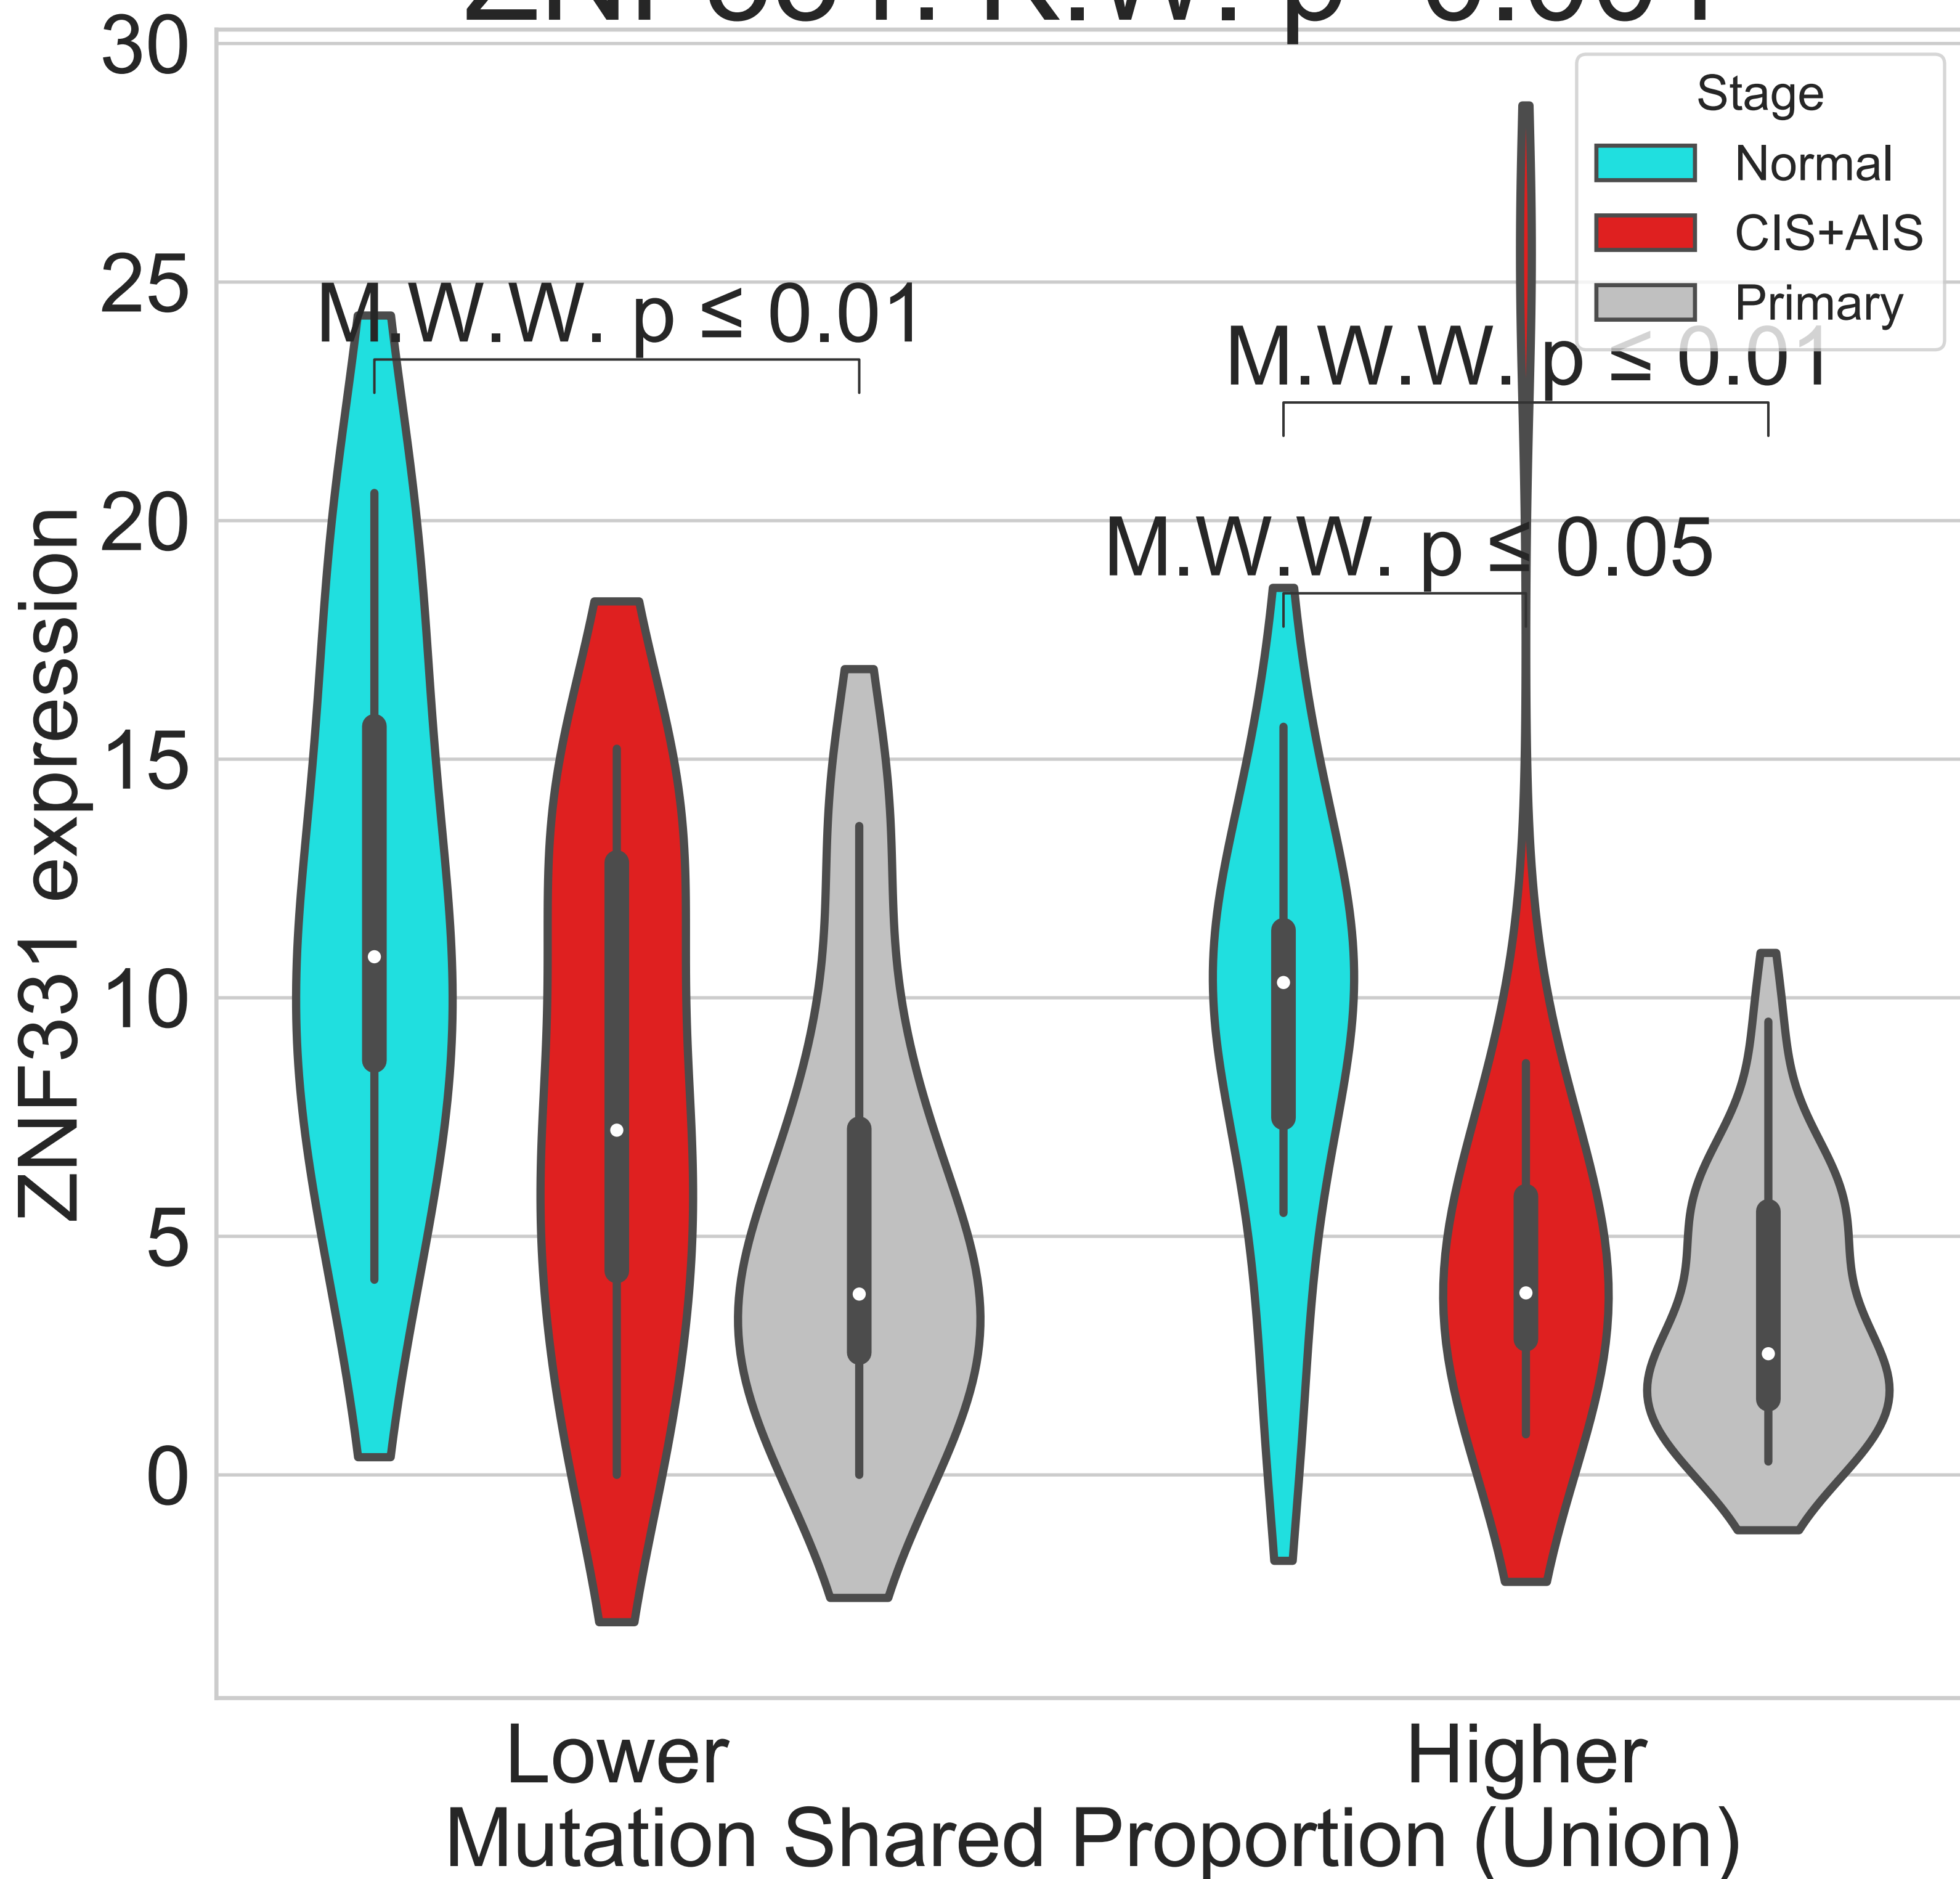 30
25
20
15
10
5
0
ZNF331 expression
Stage
Normal
CIS+AIS
Primary
M.W.W. p ≤ 0.01
M.W.W. p ≤ 0.01
M.W.W. p ≤ 0.05
Lower
Higher
Mutation Shared Proportion (Union)